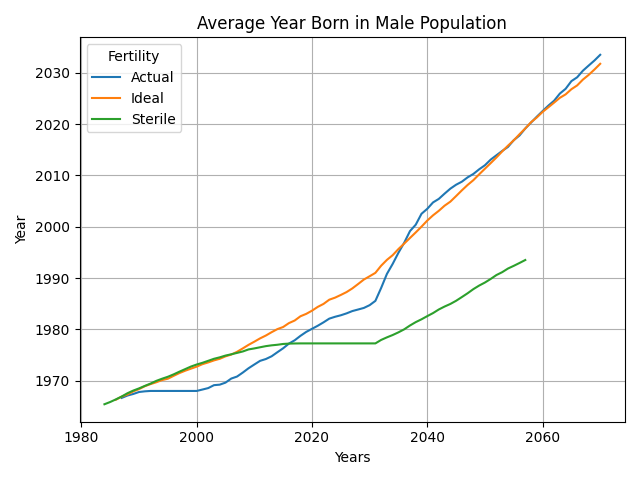 Average Year Born in Male Population
Fertility
Actual
Ideal
Sterile
2030
2020
2010
2000
1990
1980
1970
Year
1980
2000
2020
2040
2060
Years